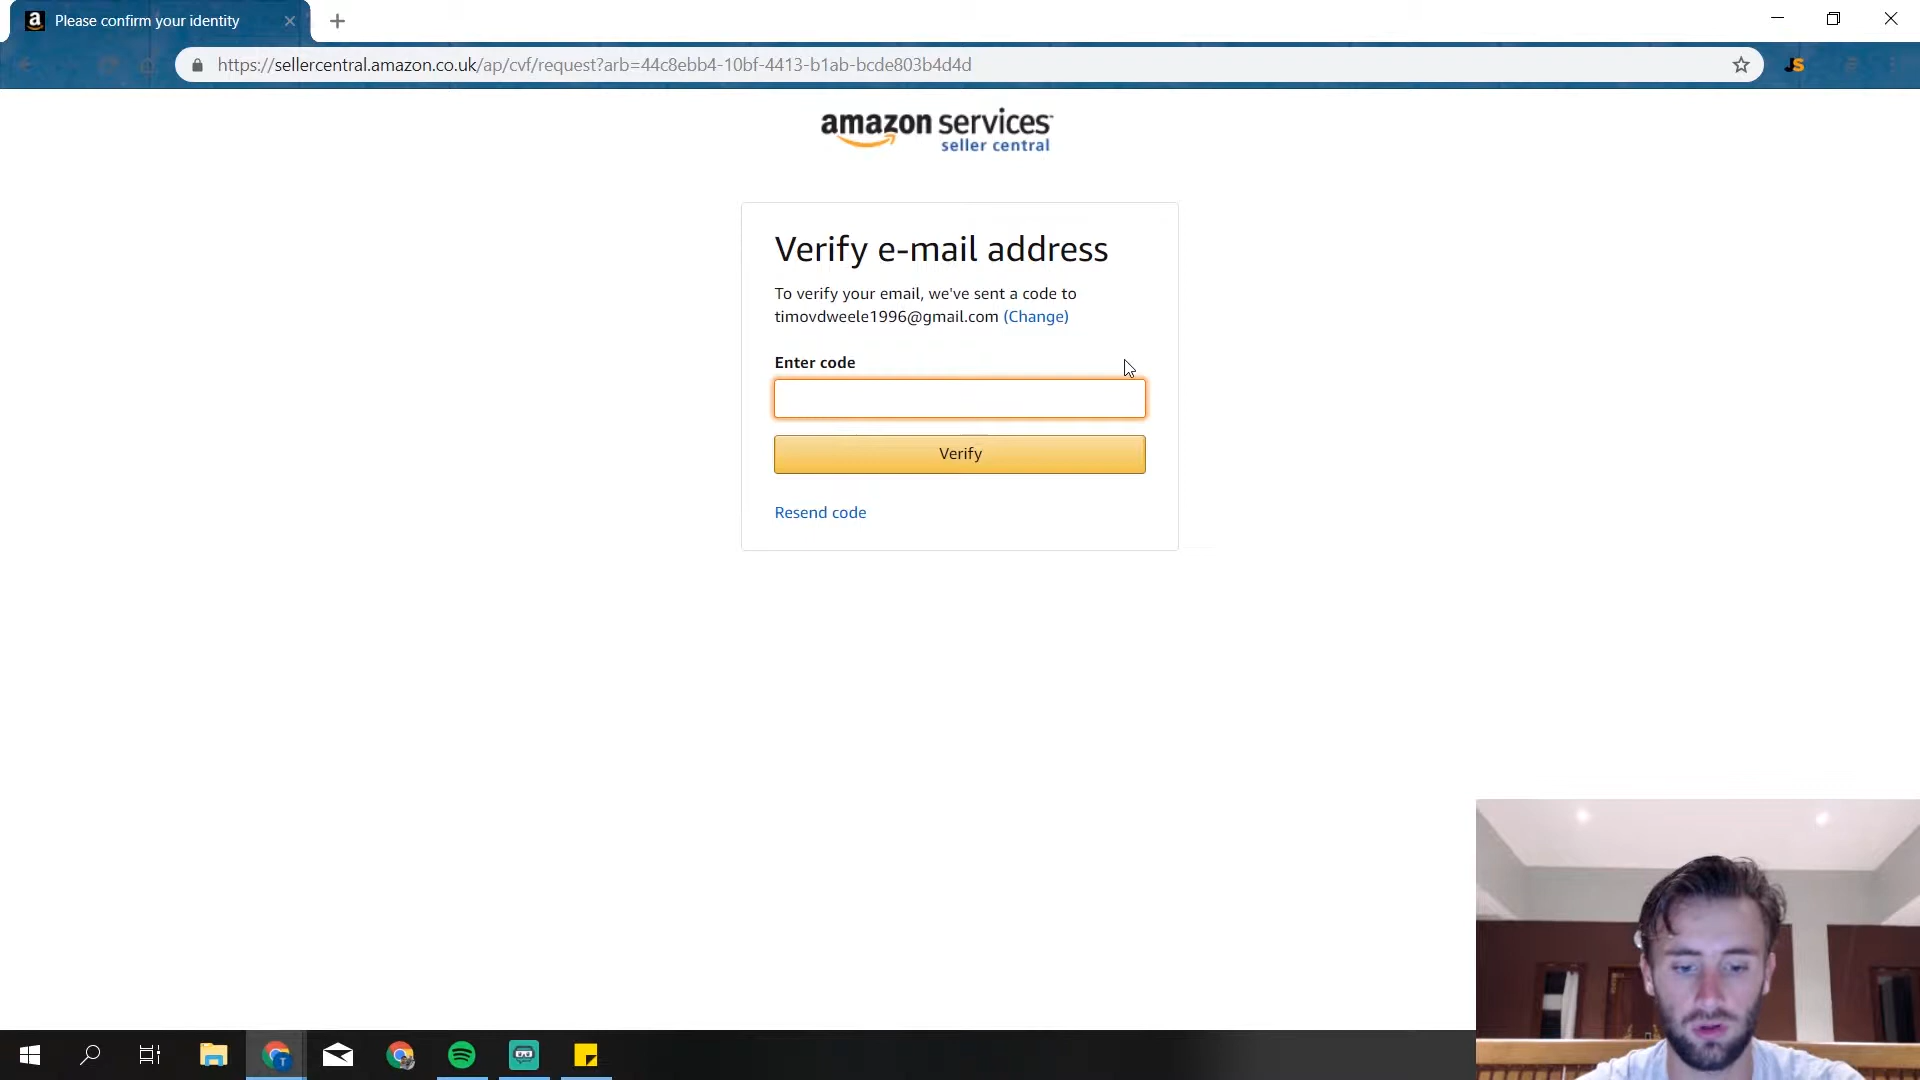 Please confirm your identity
https://sellercentral.amazon.co.uk/ap/cvf/request?arb=44c8ebb4-10bf-4413-b1ab-bcde803b4d4d
JS
amazon services
seller central
Verify e-mail address
To verify your email, we've sent a code to
timovdweele1996@gmail.com (Change)
Enter code
Verify
Resend code